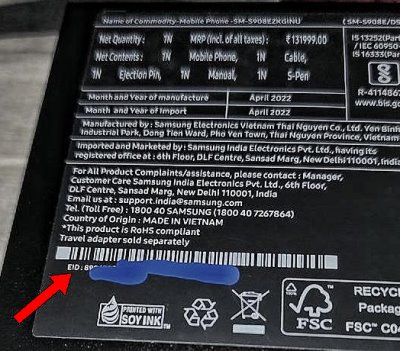 Name of Commodity-Mobile Phone -SM-S908EZKGINU (SM-S908E/DS
Net Quantity : 1N MRP (Incl. of all taxes) : ₹131999.00
Net Contents : 1N Mobile Phone, 1N Cable,
1N Ejection Pin, 1N Manual, 1N S-Pen
IS 13252(Par
/ IEC 60950-
IS 16333(Part
R-4114867
www.bis.go
Month and Year of manufacture April 2022
Month and Year of Import April 2022
Manufactured by : Samsung Electronics Vietnam Thai Nguyen Co., Ltd. Yen Binh
Industrial Park, Dong Tien Ward, Pho Yen Town, Thai Nguyen Province, Vietnam
Imported and Marketed by : Samsung India Electronics Pvt. Ltd., having its
registered office at : 6th Floor, DLF Centre, Sansad Marg, New Delhi 110001, India
For All Product Complaints/assistance, please contact : Manager,
Customer Care Samsung India Electronics Pvt. Ltd., 6th Floor,
DLF Centre, Sansad Marg, New Delhi 110001, India
Email us at : support.india@samsung.com
Tel. (Toll Free) : 1800 40 SAMSUNG (1800 40 7267864)
Country of Origin : MADE IN VIETNAM
*This product is RoHS compliant
Travel adapter sold separately
EID :
PRINTED WITH
SOY INK™
FSC
RECYC
Packag
FSC™ C04